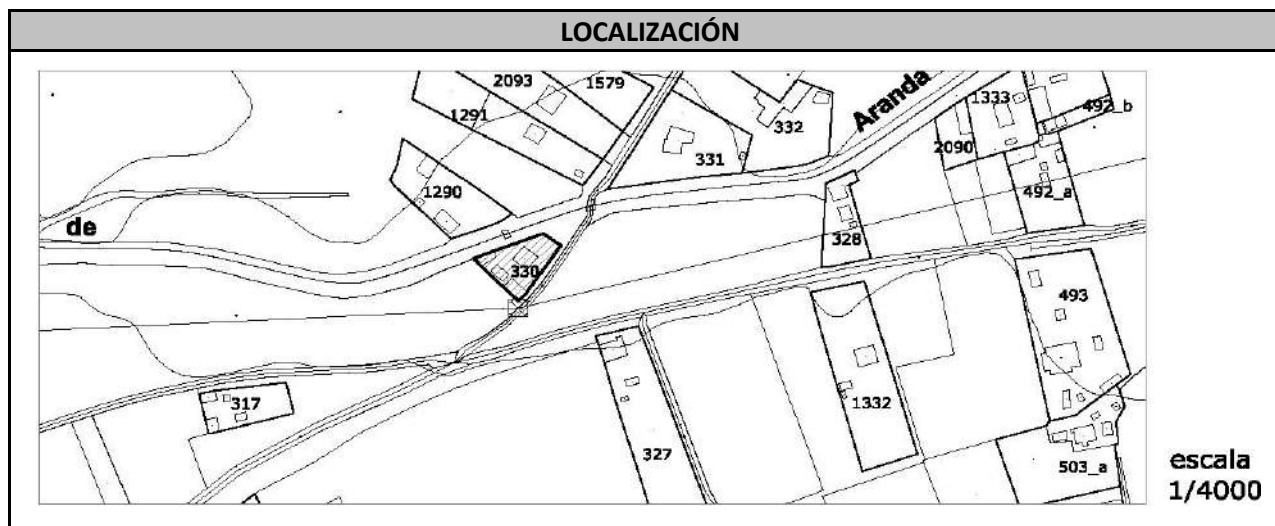 LOCALIZACIÓN
2093
1579
1291
Aranda
332
1333
492_b
331
2090
1290
492_a
de
328
330
493
317
1332
327
503_a
escala
1/4000